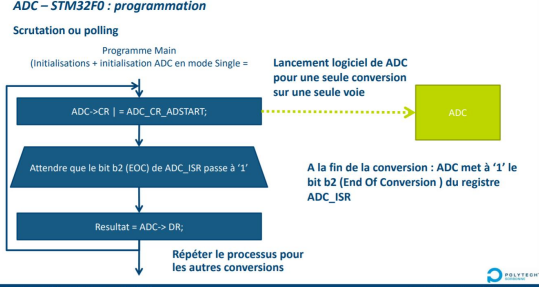 ADC – STM32F0 : programmation
Scrutation ou polling
Programme Main
(Initialisations + initialisation ADC en mode Single =
Lancement logiciel de ADC
pour une seule conversion
sur une seule voie
ADC->CR | = ADC_CR_ADSTART;
ADC
Attendre que le bit b2 (EOC) de ADC_ISR passe à ‘1’
A la fin de la conversion : ADC met à ‘1’ le
bit b2 (End Of Conversion ) du registre
ADC_ISR
Resultat = ADC-> DR;
Répéter le processus pour
les autres conversions
POLYTECH